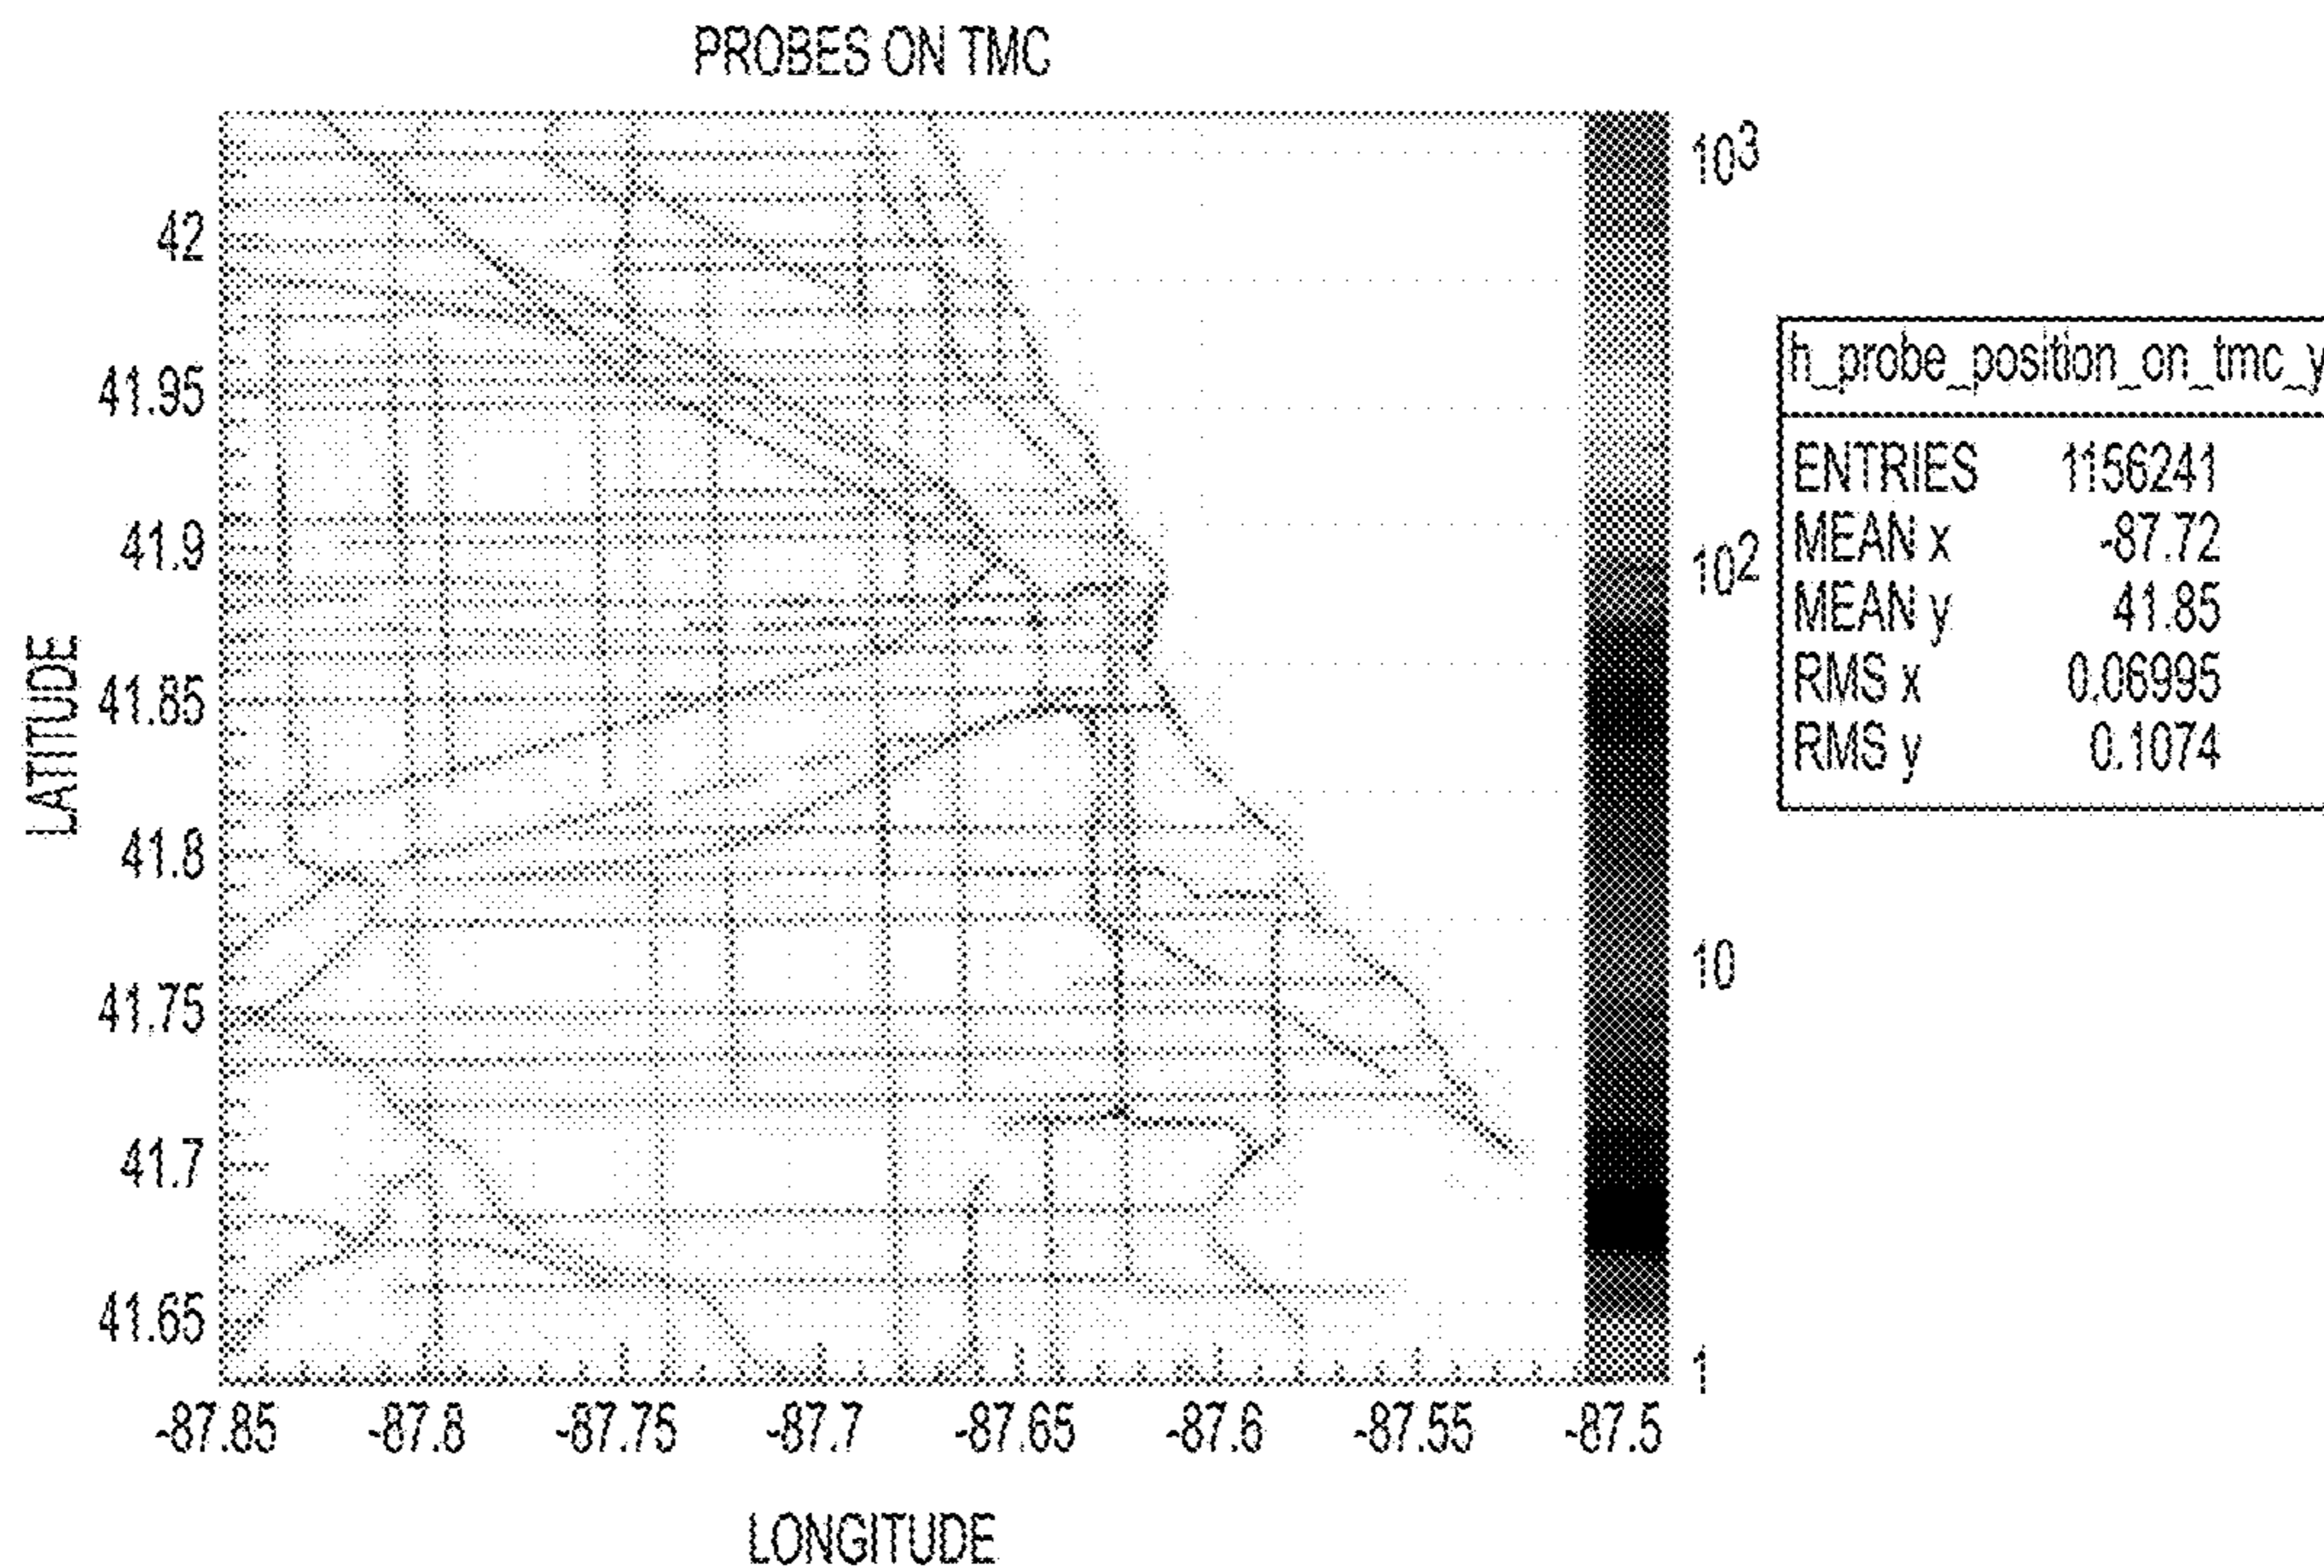 PROBES ON TMC
LATITUDE
42
41.95
41.9
41.85
41.8
41.75
41.7
41.65
-87.85 -87.8 -87.75 -87.7 -87.65 -87.6 -87.55 -87.5
LONGITUDE
10³
10²
10
1
h_probe_position_on_tmc_y
ENTRIES 1156241
MEAN x -87.72
MEAN y 41.85
RMS x 0.06995
RMS y 0.1074